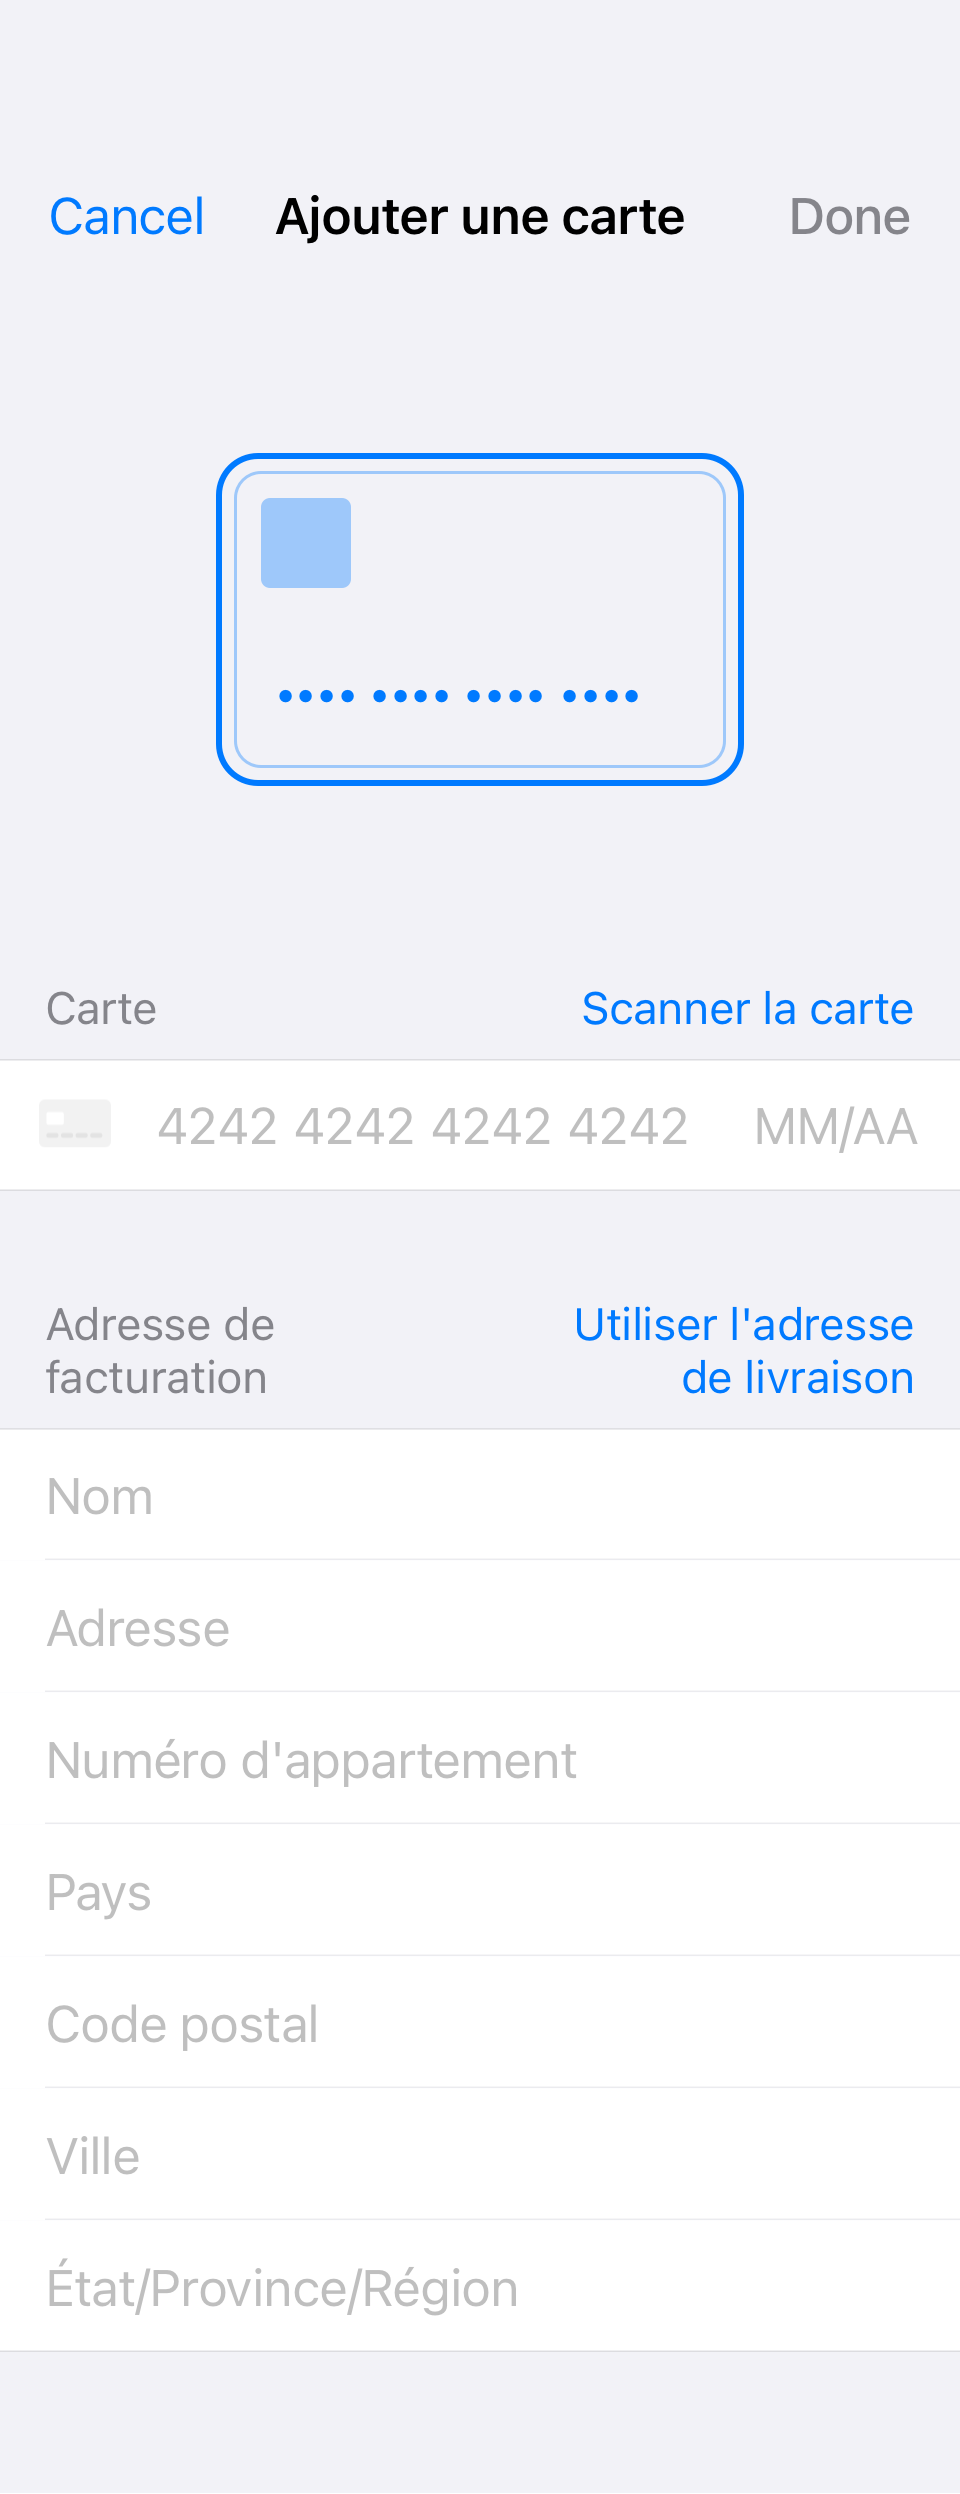 Cancel Ajouter une carte Done
•••• •••• •••• ••••
Carte Scanner la carte
4242 4242 4242 4242 MM/AA
Adresse de
facturation
Utiliser l'adresse
de livraison
Nom
Adresse
Numéro d'appartement
Pays
Code postal
Ville
État/Province/Région